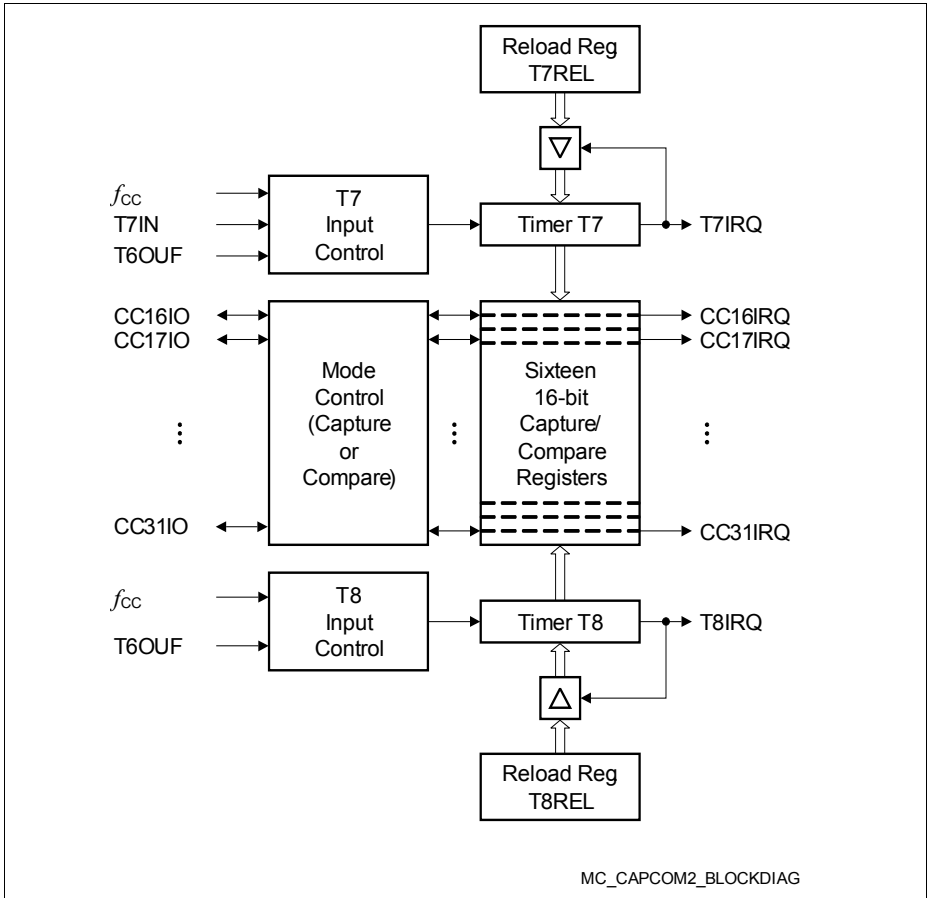 Reload Reg
T7REL
fCC
T7IN
T6OUF
T7
Input
Control
Timer T7
T7IRQ
CC16IO
CC17IO
CC31IO
Mode
Control
(Capture
or
Compare)
Sixteen
16-bit
Capture/
Compare
Registers
CC16IRQ
CC17IRQ
CC31IRQ
fCC
T6OUF
T8
Input
Control
Timer T8
T8IRQ
Reload Reg
T8REL
MC_CAPCOM2_BLOCKDIAG